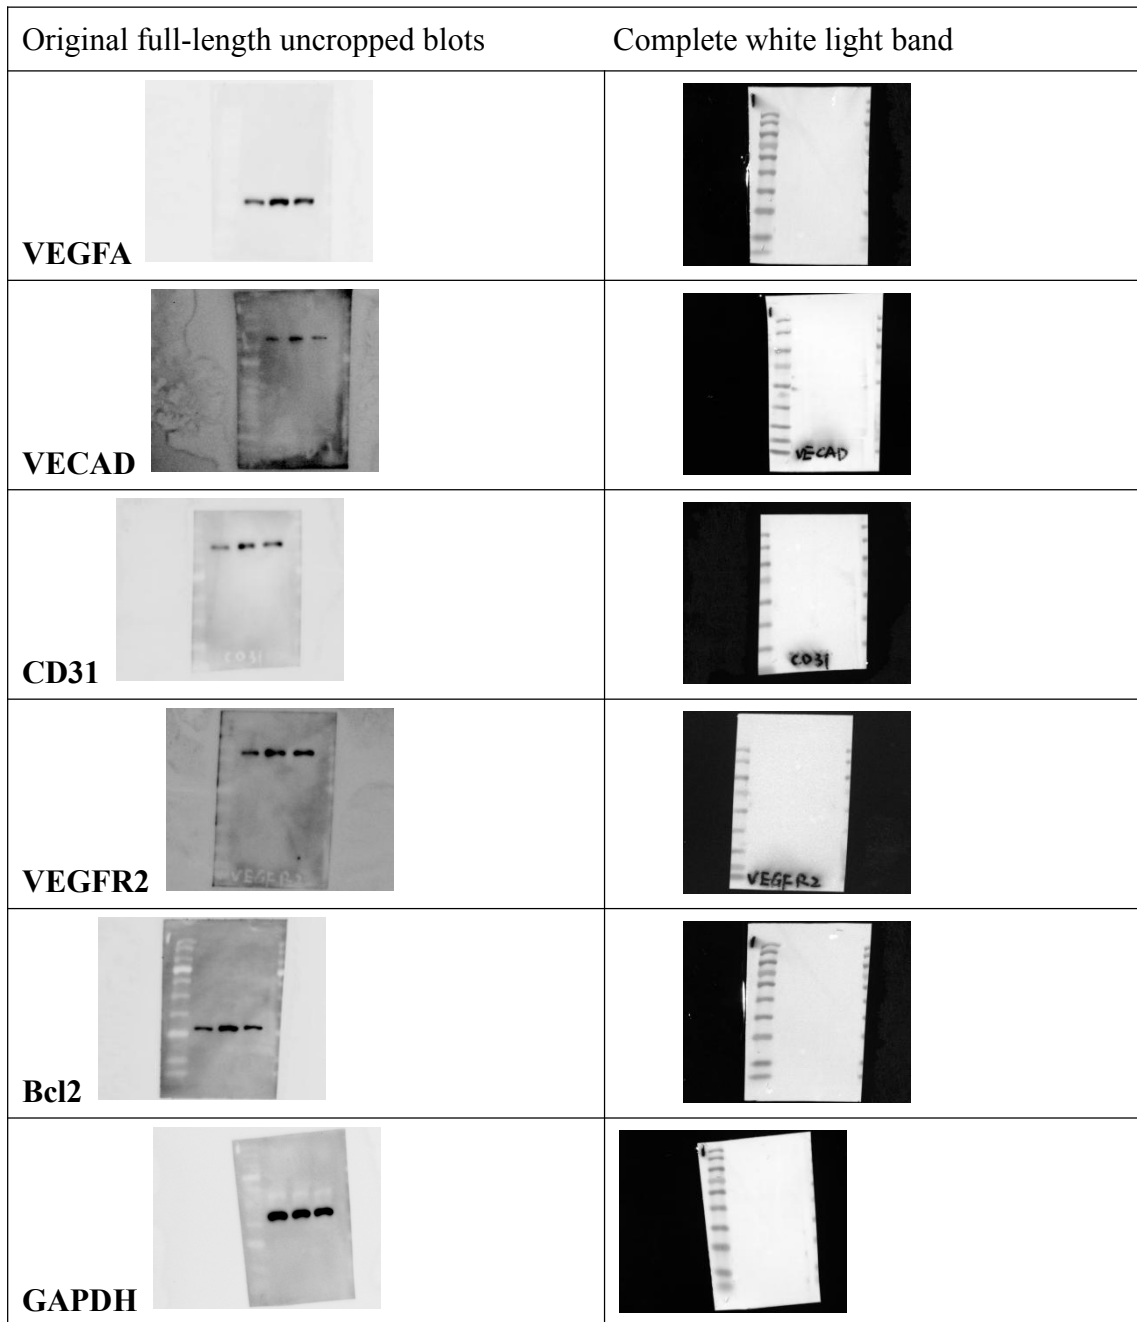 Original full-length uncropped blots
Complete white light band
VEGFA
VECAD
VECAD
CD31
CD31
CD31
VEGFR2
VEGFR2
VEGFR2
Bcl2
GAPDH